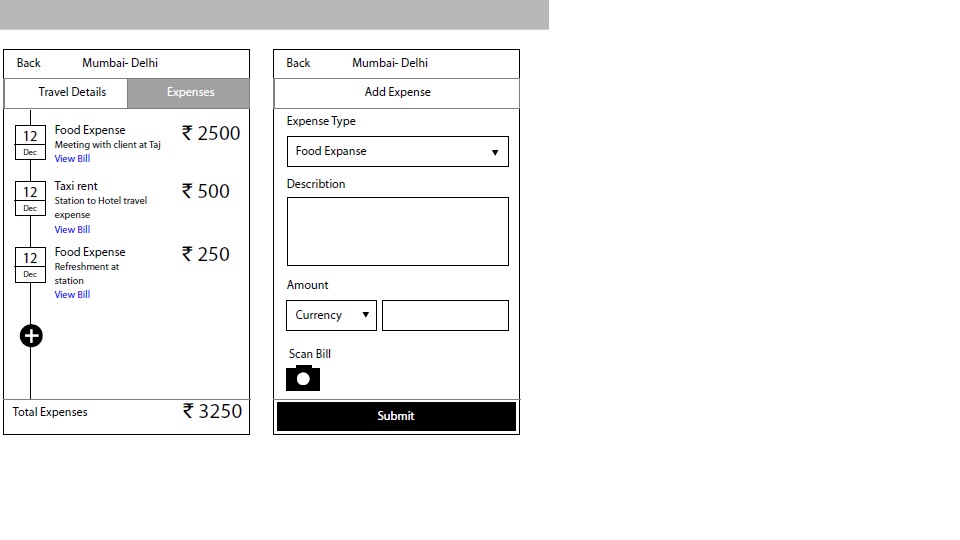 Back Mumbai- Delhi
Travel Details Expenses
12
Dec
Food Expense
Meeting with client at Taj
View Bill
₹ 2500
12
Dec
Taxi rent
Station to Hotel travel
expense
View Bill
₹ 500
12
Dec
Food Expense
Refreshment at
station
View Bill
₹ 250
Total Expenses ₹ 3250
Back Mumbai- Delhi
Add Expense
Expense Type
Food Expanse
Describtion
Amount
Currency
Scan Bill
Submit